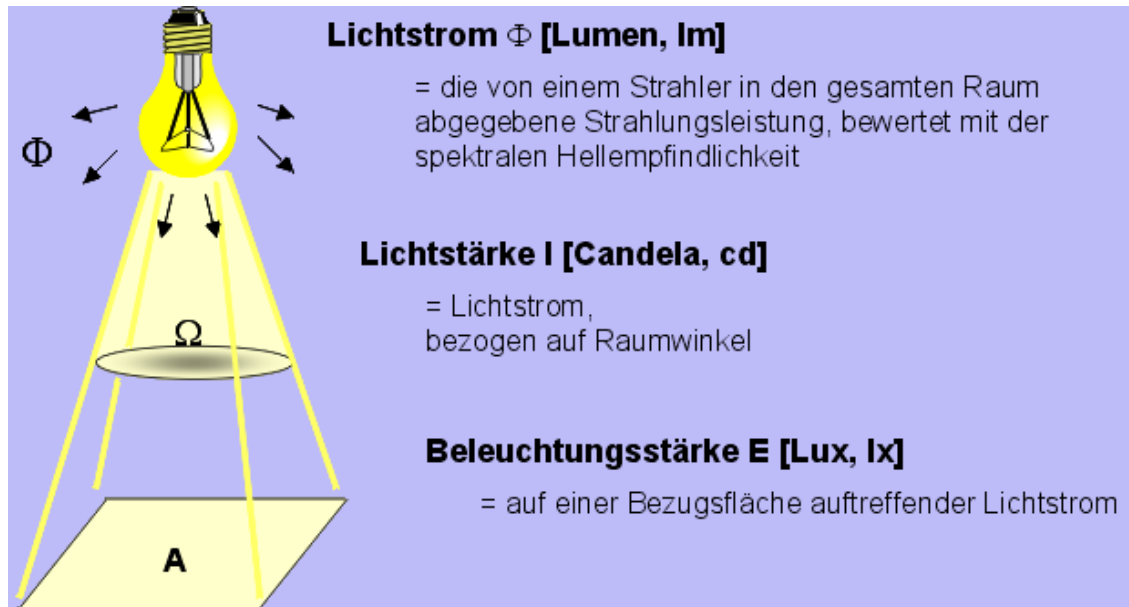 Lichtstrom Φ [Lumen, lm]
= die von einem Strahler in den gesamten Raum
abgegebene Strahlungsleistung, bewertet mit der
spektralen Hellempfindlichkeit
Φ
Lichtstärke I [Candela, cd]
= Lichtstrom,
bezogen auf Raumwinkel
Ω
Beleuchtungsstärke E [Lux, lx]
= auf einer Bezugsfläche auftreffender Lichtstrom
A